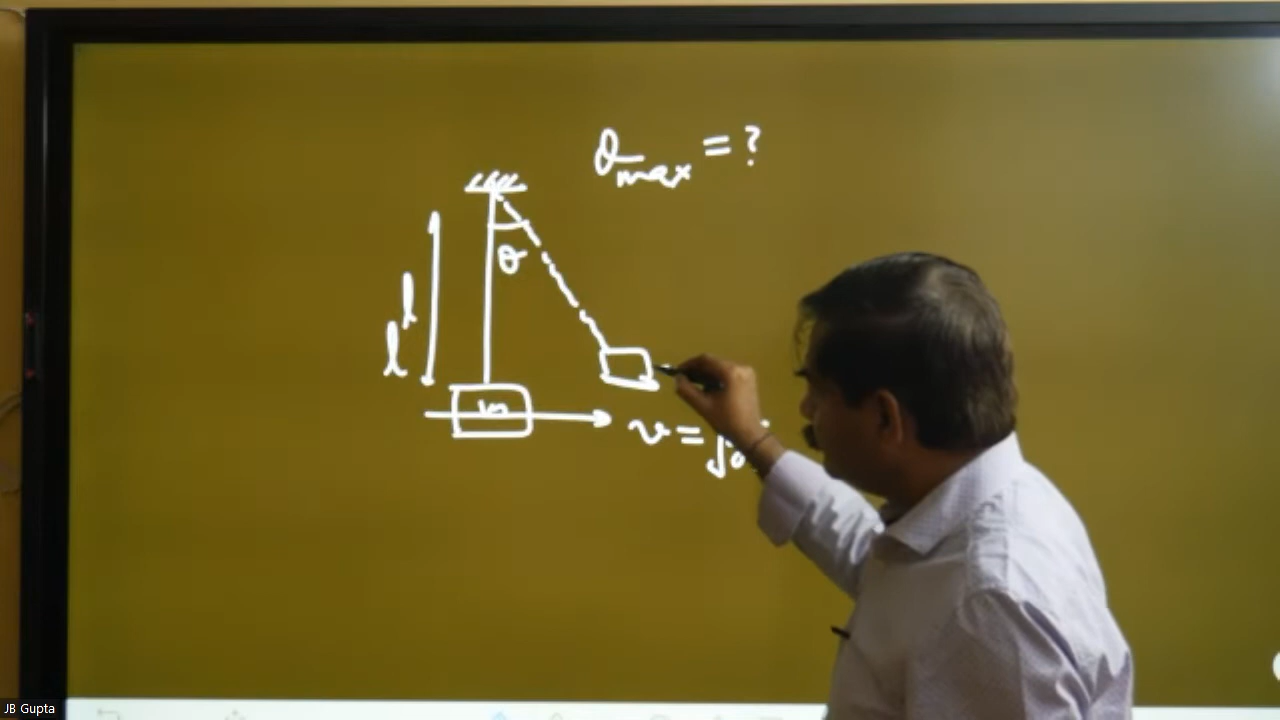 θmax = ?
θ
l
l
m
v = √
JB Gupta